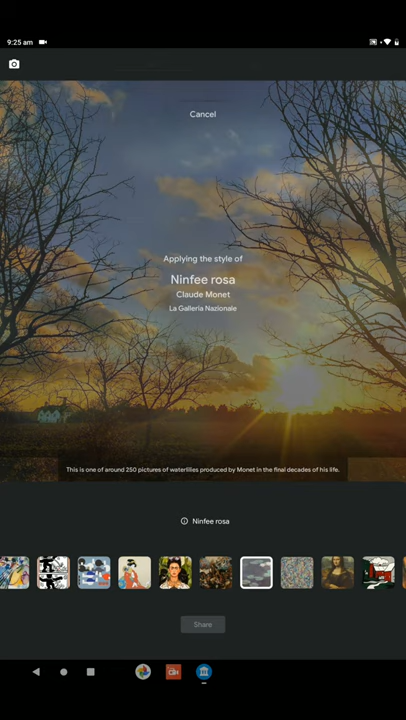 9:25 am
Cancel
Applying the style of
Ninfee rosa
Claude Monet
La Galleria Nazionale
This is one of around 250 pictures of waterlilies produced by Monet in the final decades of his life.
Ninfee rosa
Share